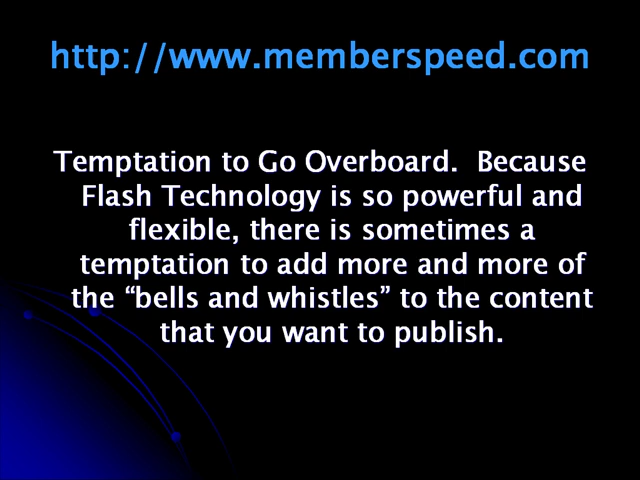 http://www.memberspeed.com
Temptation to Go Overboard.  Because
Flash Technology is so powerful and
flexible, there is sometimes a
temptation to add more and more of
the “bells and whistles” to the content
that you want to publish.